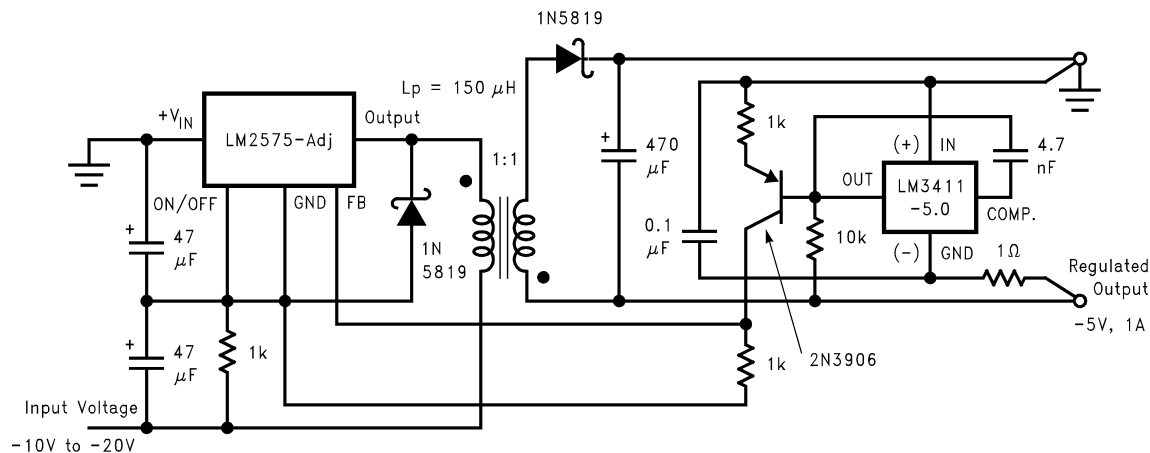 1N5819
Lp = 150 μH
+VIN
LM2575-Adj
Output
1:1
ON/OFF
GND
FB
+
47
μF
1N
5819
+
470
μF
0.1
μF
1k
(+) IN
4.7
nF
OUT
LM3411
-5.0
COMP.
10k
(-) GND
1Ω
Regulated
Output
-5V, 1A
+
47
μF
1k
1k
2N3906
Input Voltage
-10V to -20V